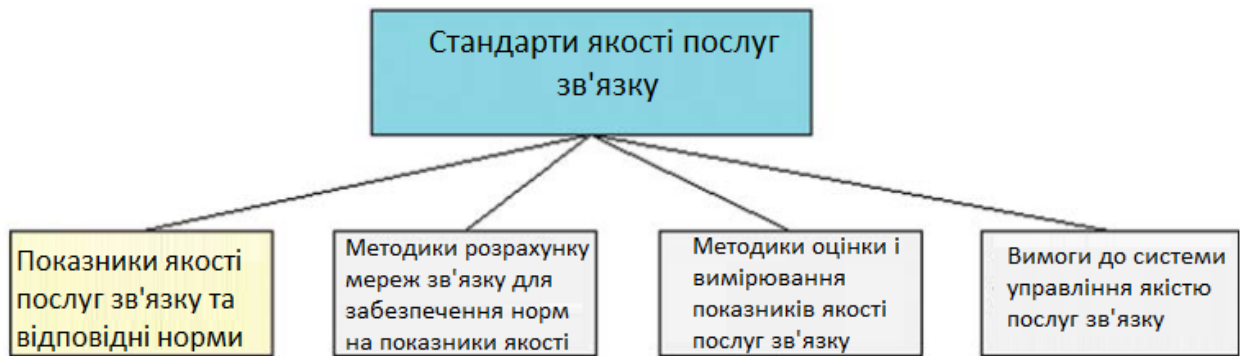 Стандарти якості послуг
зв'язку
Показники якості
послуг зв'язку та
відповідні норми
Методики розрахунку
мереж зв'язку для
забезпечення норм
на показники якості
Методики оцінки і
вимірювання
показників якості
послуг зв'язку
Вимоги до системи
управління якістю
послуг зв'язку